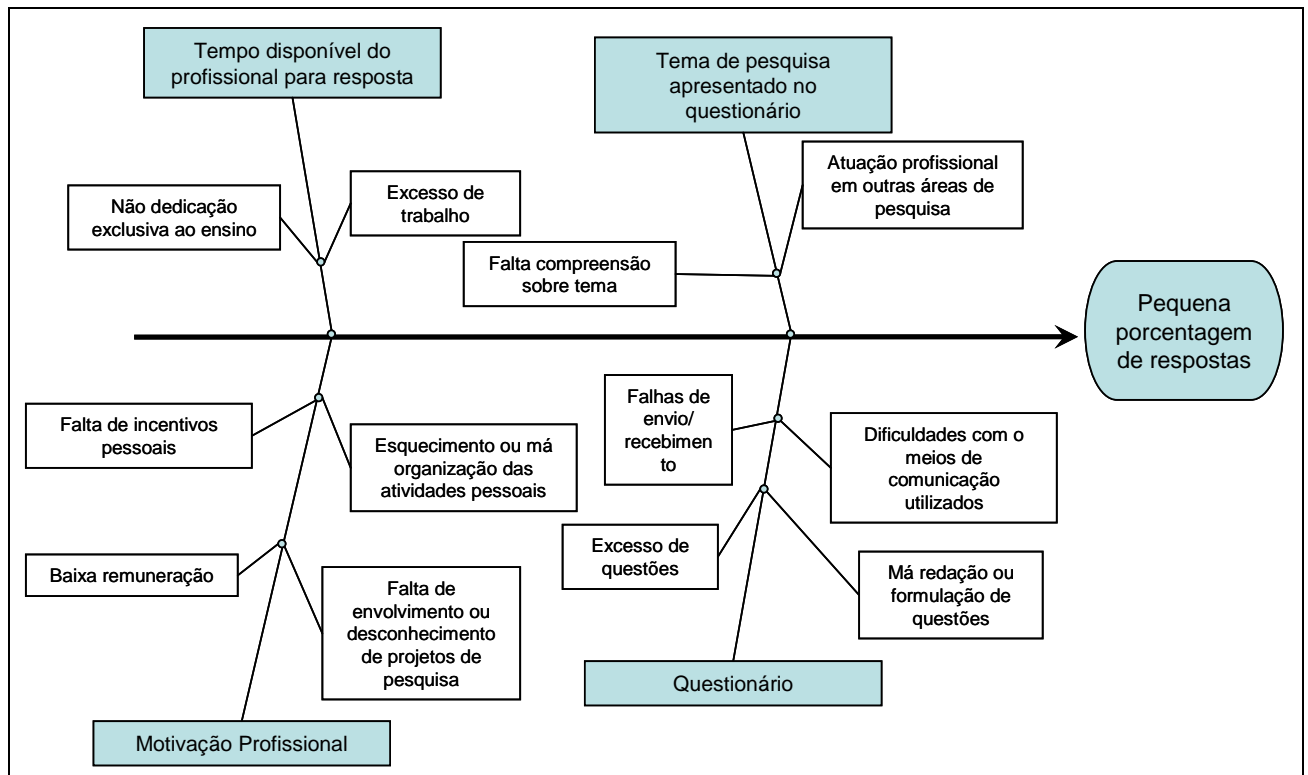 Tempo disponível do
profissional para resposta
Tema de pesquisa
apresentado no
questionário
Não dedicação
exclusiva ao ensino
Excesso de
trabalho
Falta compreensão
sobre tema
Atuação profissional
em outras áreas de
pesquisa
Pequena
porcentagem
de respostas
Falta de incentivos
pessoais
Esquecimento ou má
organização das
atividades pessoais
Falhas de
envio/
recebimen
to
Dificuldades com o
meios de
comunicação
utilizados
Baixa remuneração
Falta de
envolvimento ou
desconhecimento
de projetos de
pesquisa
Excesso de
questões
Má redação ou
formulação de
questões
Motivação Profissional
Questionário